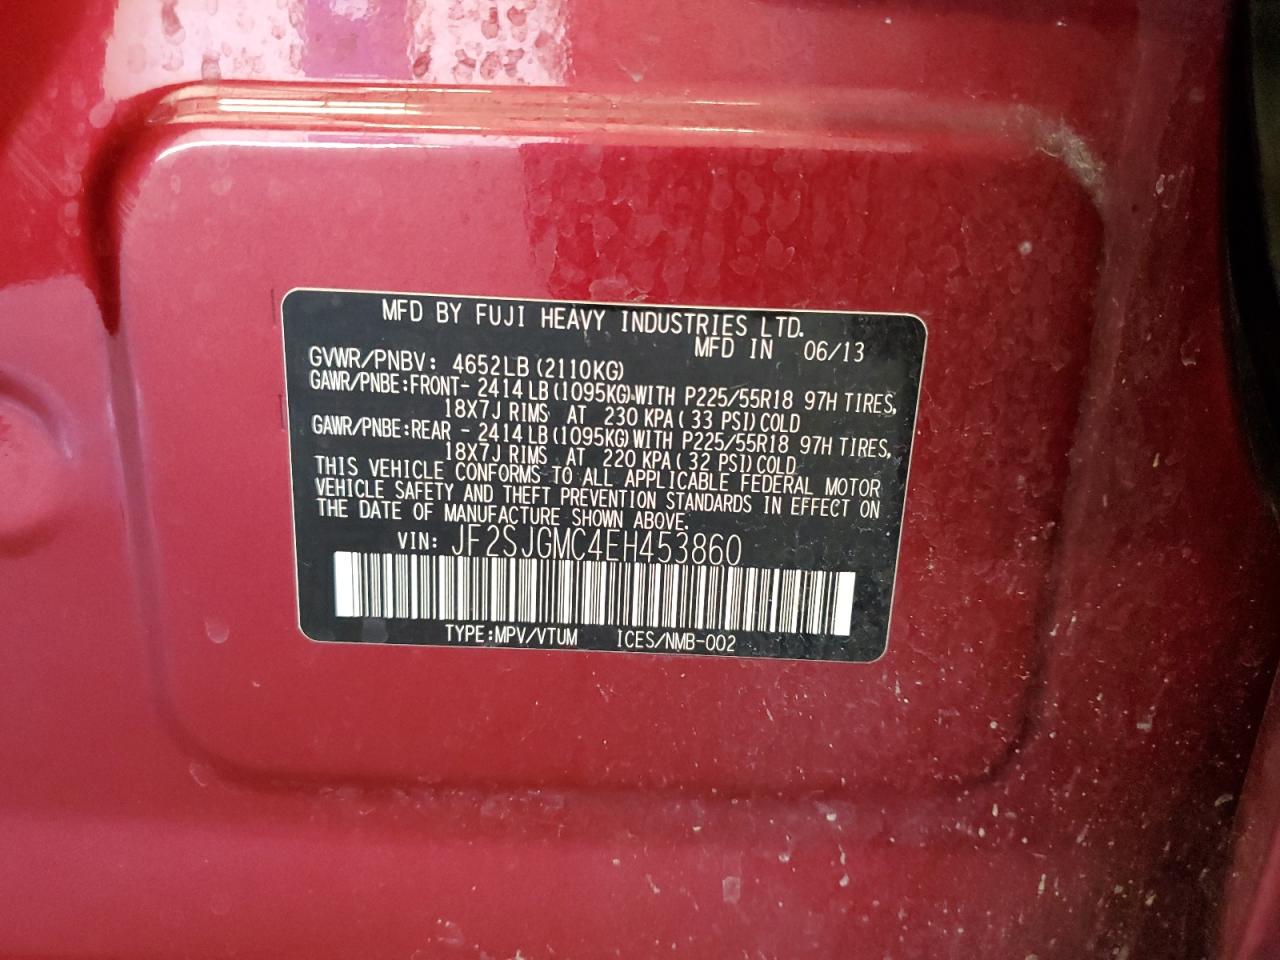 MFD BY FUJI HEAVY INDUSTRIES LTD.
MFD IN 06/13
GVWR/PNBV: 4652LB (2110KG)
GAWR/PNBE:FRONT- 2414 LB (1095KG) WITH P225/55R18 97H TIRES,
18X7J RIMS AT 230 KPA (33 PSI) COLD
GAWR/PNBE:REAR - 2414 LB (1095KG) WITH P225/55R18 97H TIRES,
18X7J RIMS AT 220 KPA (32 PSI) COLD
THIS VEHICLE CONFORMS TO ALL APPLICABLE FEDERAL MOTOR
VEHICLE SAFETY AND THEFT PREVENTION STANDARDS IN EFFECT ON
THE DATE OF MANUFACTURE SHOWN ABOVE.
VIN: JF2SJGMC4EH453860
TYPE:MPV/VTUM ICES/NMB-002